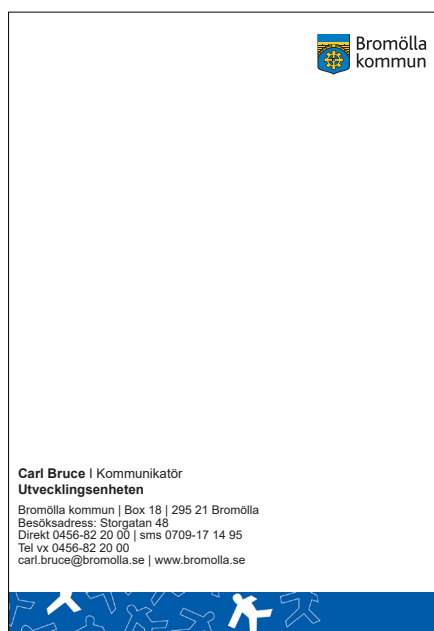 Bromölla
kommun
Carl Bruce I Kommunikatör
Utvecklingsenheten
Bromölla kommun | Box 18 | 295 21 Bromölla
Besöksadress: Storgatan 48
Direkt 0456-82 20 00 | sms 0709-17 14 95
Tel vx 0456-82 20 00
carl.bruce@bromolla.se | www.bromolla.se